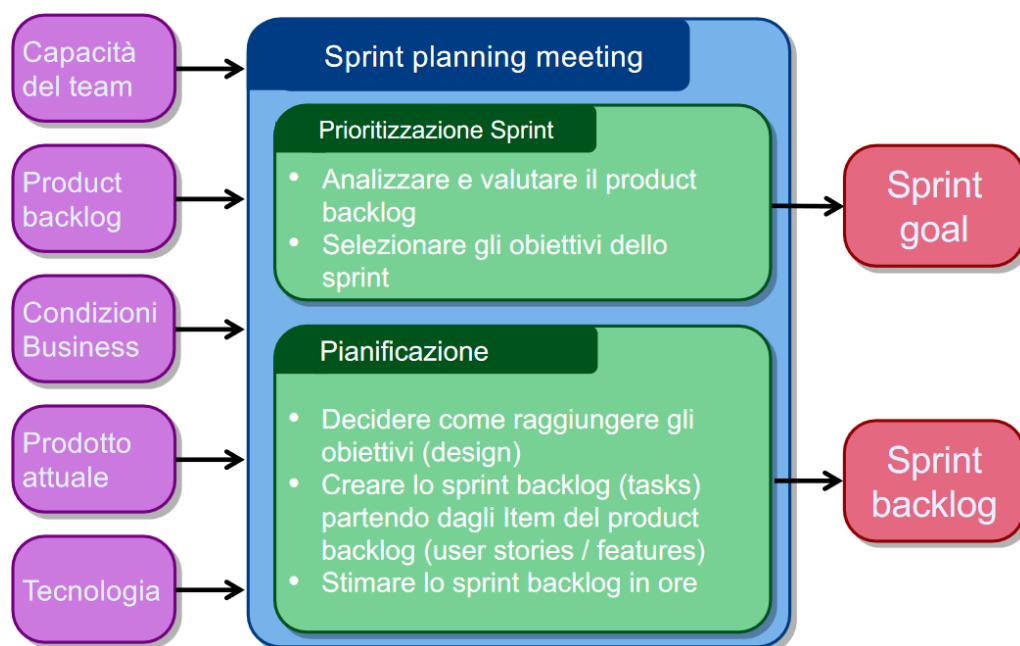 Capacità
del team
Product
backlog
Condizioni
Business
Prodotto
attuale
Tecnologia
Sprint planning meeting
Prioritizzazione Sprint
• Analizzare e valutare il product
backlog
• Selezionare gli obiettivi dello
sprint
Pianificazione
• Decidere come raggiungere gli
obiettivi (design)
• Creare lo sprint backlog (tasks)
partendo dagli Item del product
backlog (user stories / features)
• Stimare lo sprint backlog in ore
Sprint
goal
Sprint
backlog